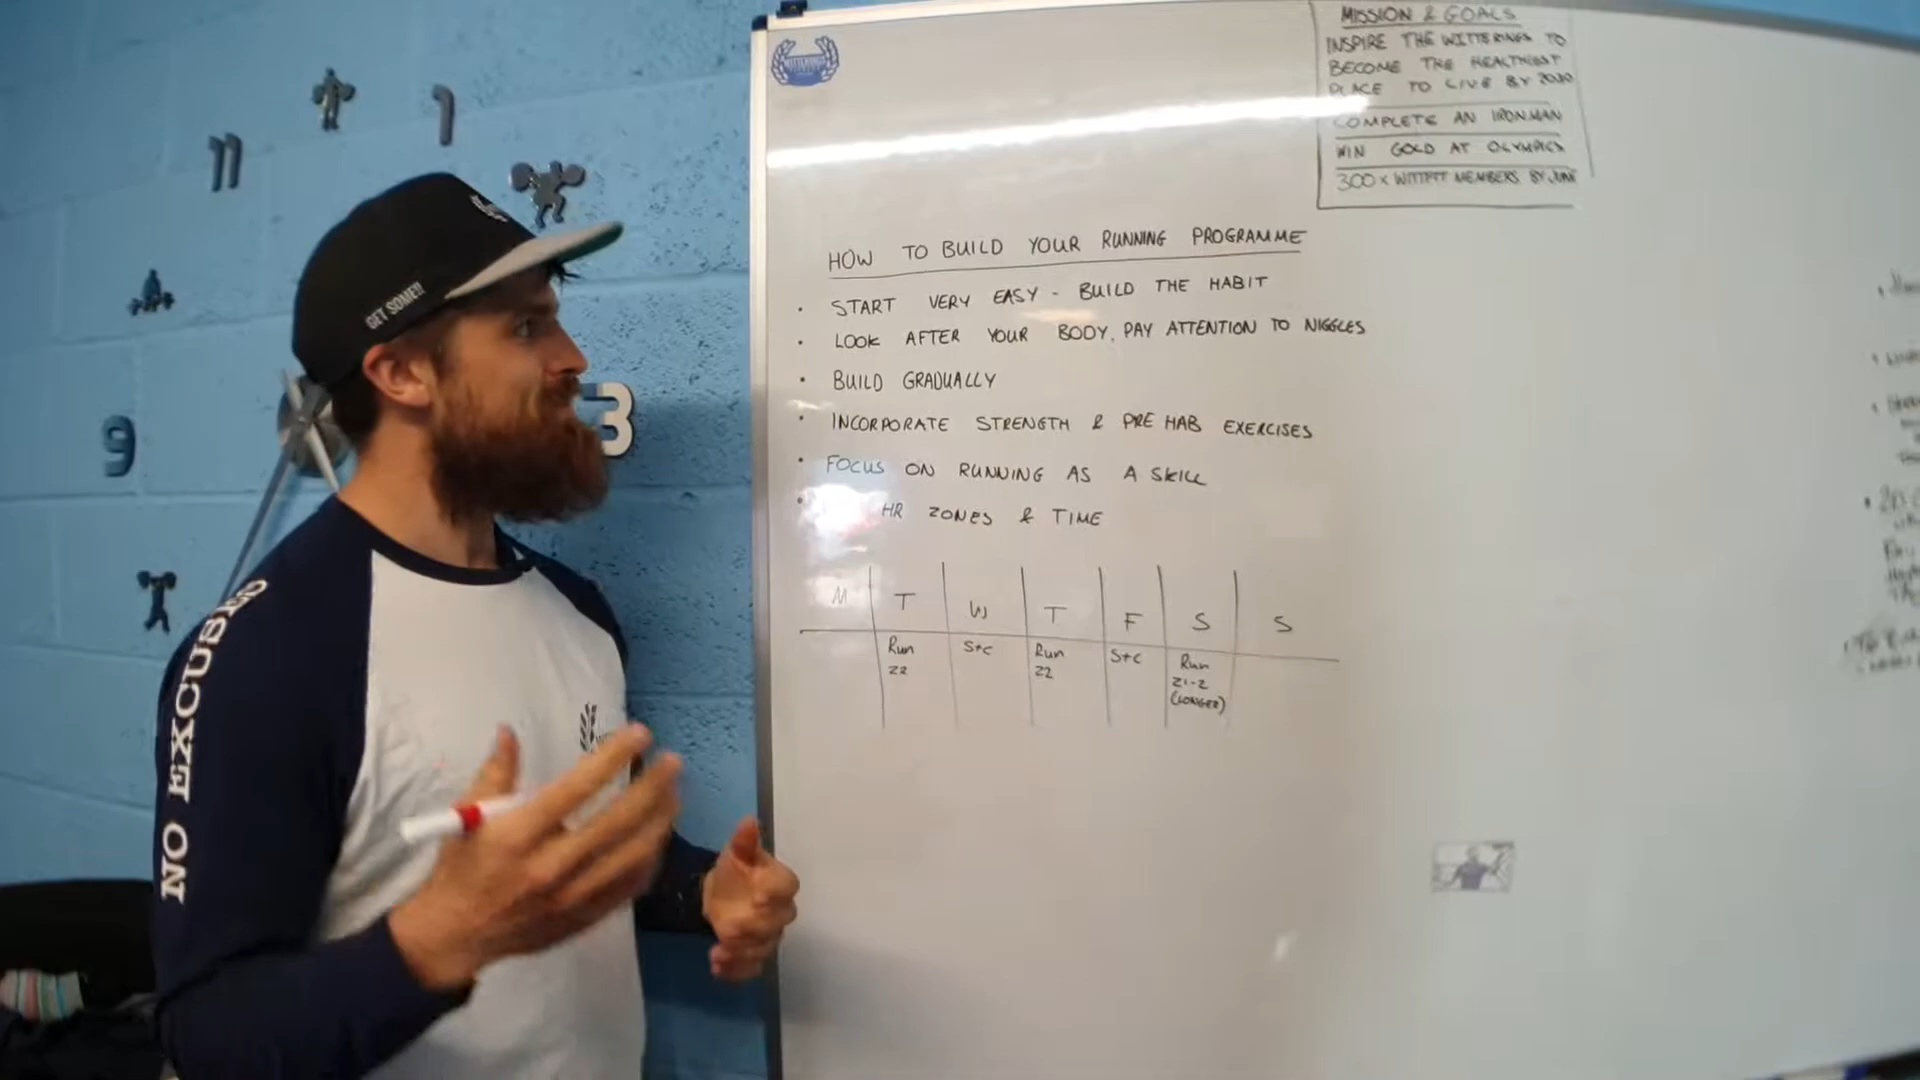 11
1
9
3
GET SOME!!
NO EXCUSES
WITTERINGS
MISSION & GOALS
INSPIRE THE WITTERINGS TO
BECOME THE HEALTHIEST
PLACE TO LIVE BY 2020
COMPLETE AN IRONMAN
WIN GOLD AT OLYMPICS
300 x WITTFIT MEMBERS BY JUNE
HOW TO BUILD YOUR RUNNING PROGRAMME
• START VERY EASY - BUILD THE HABIT
• LOOK AFTER YOUR BODY. PAY ATTENTION TO NIGGLES
• BUILD GRADUALLY
• INCORPORATE STRENGTH & PRE HAB EXERCISES
• FOCUS ON RUNNING AS A SKILL
• HR ZONES & TIME
M T W T F S S
Run S+C Run S+C Run
Z2 Z2 Z1-2
(LONGER)